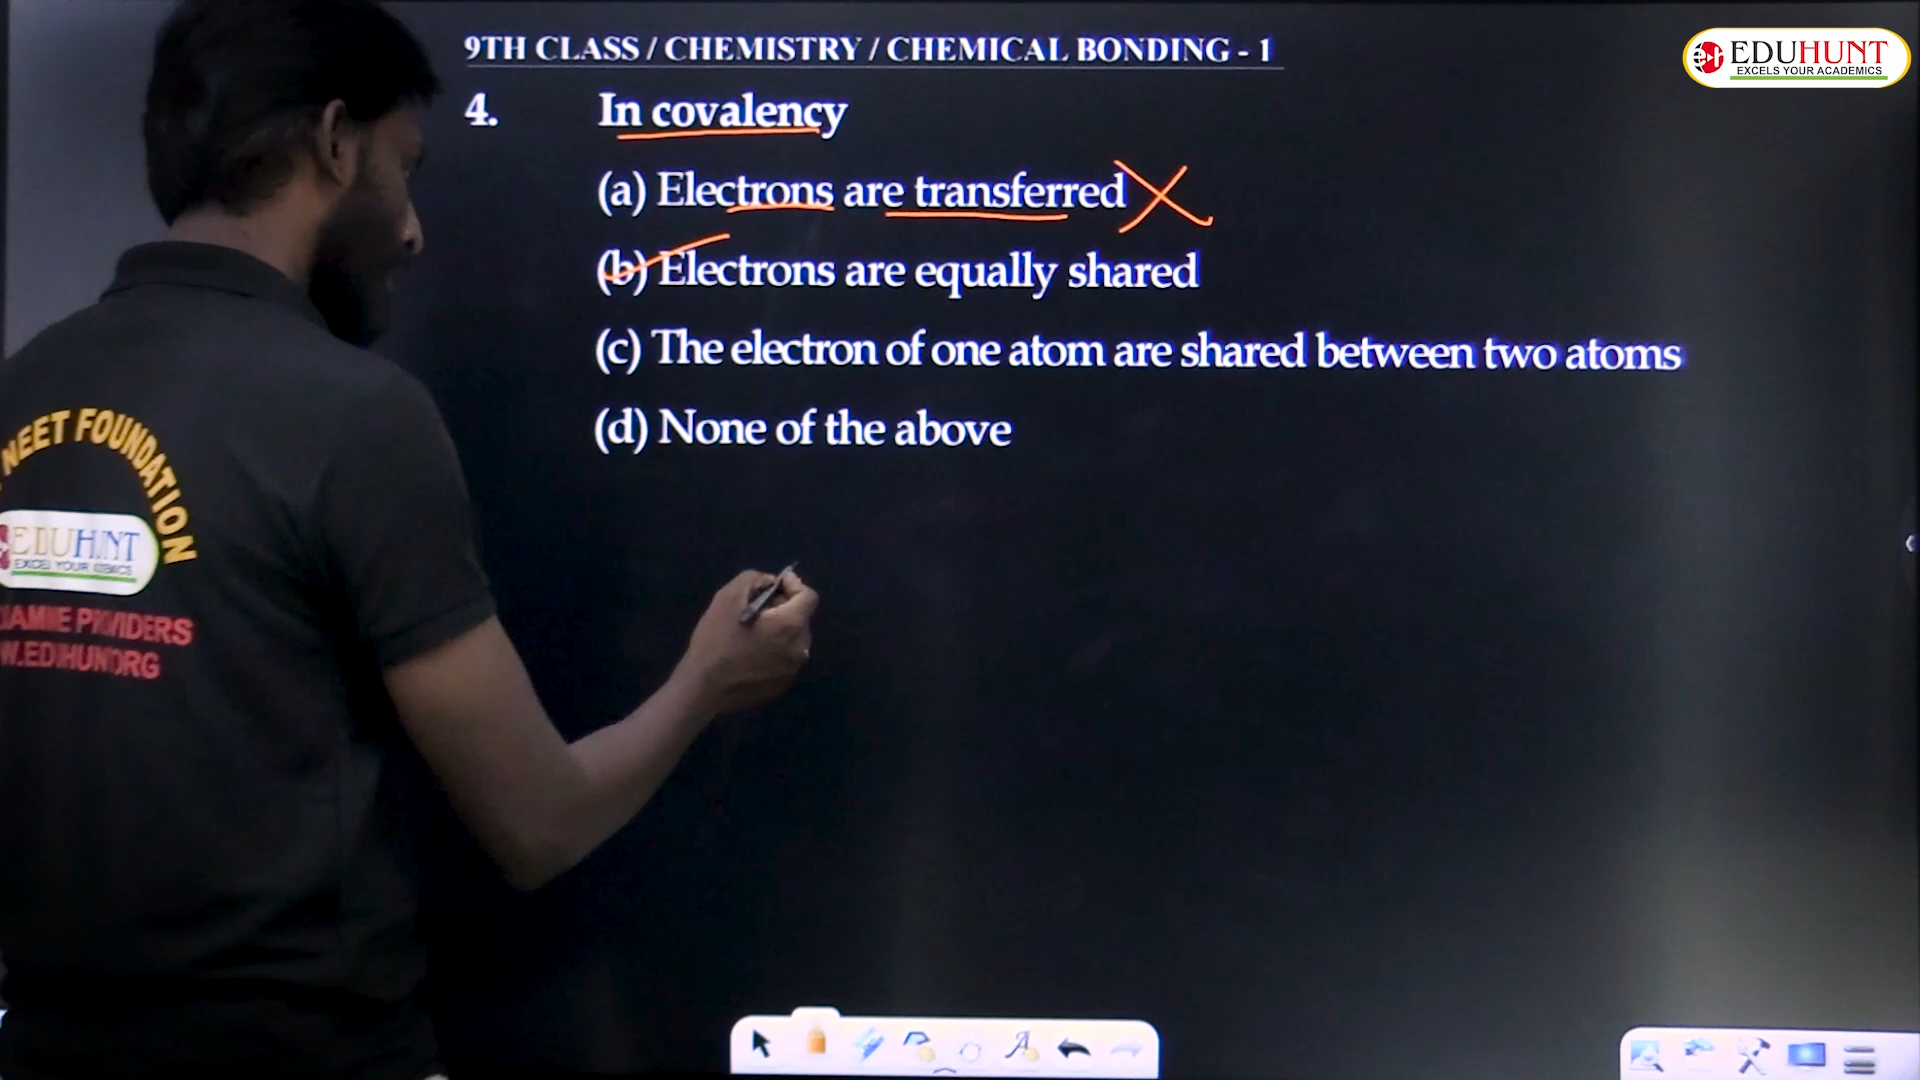 9TH CLASS / CHEMISTRY / CHEMICAL BONDING - 1
EDUHUNT
EXCELS YOUR ACADEMICS
4. In covalency
(a) Electrons are transferred
(b) Electrons are equally shared
(c) The electron of one atom are shared between two atoms
(d) None of the above
NEET FOUNDATION
EDUHUNT